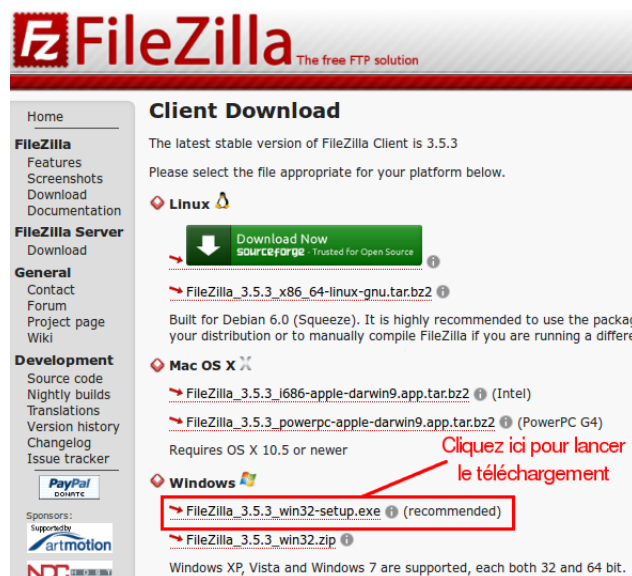 FileZilla The free FTP solution
Home
FileZilla
Features
Screenshots
Download
Documentation
FileZilla Server
Download
General
Contact
Forum
Project page
Wiki
Development
Source code
Nightly builds
Translations
Version history
Changelog
Issue tracker
PayPal
DONATE
Sponsors:
Supported by
artmotion
HOST
Client Download
The latest stable version of FileZilla Client is 3.5.3
Please select the file appropriate for your platform below.
Linux
Download Now
sourceforge - Trusted for Open Source
FileZilla_3.5.3_x86_64-linux-gnu.tar.bz2
Built for Debian 6.0 (Squeeze). It is highly recommended to use the
your distribution or to manually compile FileZilla if you are running a
Mac OS X
FileZilla_3.5.3_i686-apple-darwin9.app.tar.bz2 (Intel)
FileZilla_3.5.3_powerpc-apple-darwin9.app.tar.bz2 (PowerPC G4)
Requires OS X 10.5 or newer
Cliquez ici pour lancer
le téléchargement
Windows
FileZilla_3.5.3_win32-setup.exe (recommended)
FileZilla_3.5.3_win32.zip
Windows XP, Vista and Windows 7 are supported, each both 32 and 64 bit.